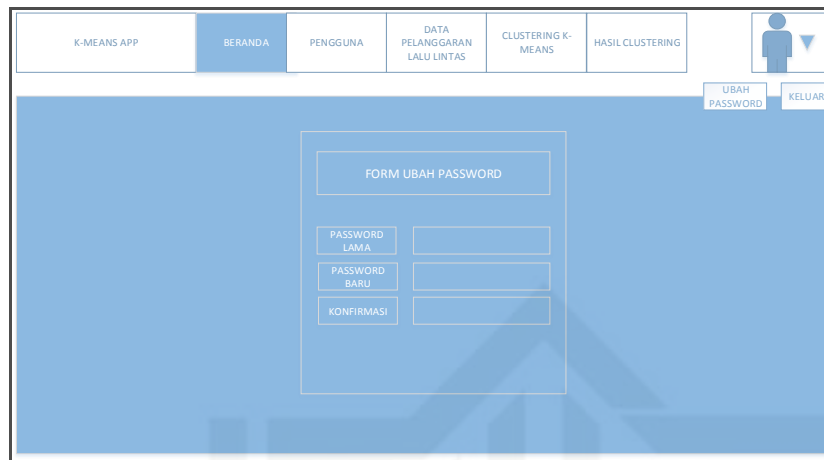 K-MEANS APP
BERANDA
PENGGUNA
DATA
PELANGGARAN
LALU LINTAS
CLUSTERING K-
MEANS
HASIL CLUSTERING
UBAH
PASSWORD
KELUAR
FORM UBAH PASSWORD
PASSWORD
LAMA
PASSWORD
BARU
KONFIRMASI